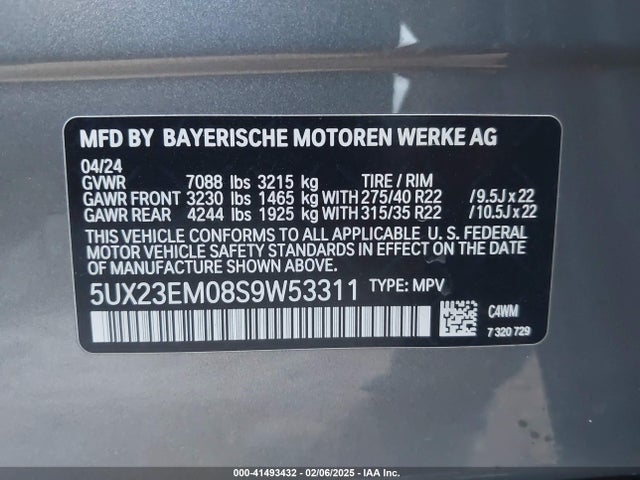 MFD BY BAYERISCHE MOTOREN WERKE AG
04/24
GVWR 7088 lbs 3215 kg TIRE / RIM
GAWR FRONT 3230 lbs 1465 kg WITH 275/40 R22 / 9.5J x 22
GAWR REAR 4244 lbs 1925 kg WITH 315/35 R22 / 10.5J x 22
THIS VEHICLE CONFORMS TO ALL APPLICABLE U. S. FEDERAL
MOTOR VEHICLE SAFETY STANDARDS IN EFFECT ON THE DATE
OF MANUFACTURE SHOWN ABOVE.
5UX23EM08S9W53311 TYPE: MPV
C4WM
7 320 729
000-41493432 - 02/06/2025 - IAAI.COM